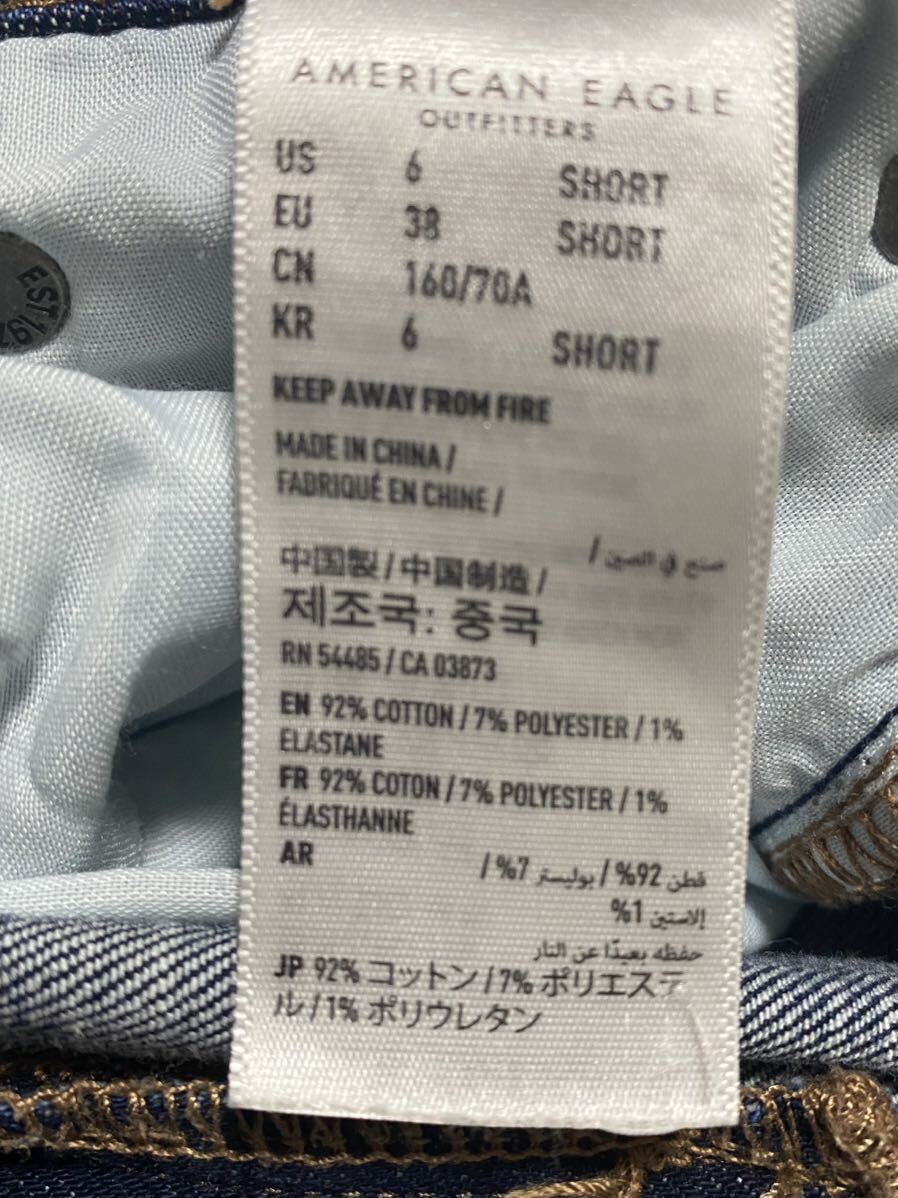 AMERICAN EAGLE
OUTFITTERS
US 6 SHORT
EU 38 SHORT
CN 160/70A
KR 6 SHORT
KEEP AWAY FROM FIRE
MADE IN CHINA /
FABRIQUÉ EN CHINE /
صنع في الصين /
中国製 / 中国制造 /
제조국: 중국
RN 54485 / CA 03873
EN 92% COTTON / 7% POLYESTER / 1%
ELASTANE
FR 92% COTON / 7% POLYESTER / 1%
ÉLASTHANNE
AR
قطن 92% / بوليستر 7% /
إلاستين 1%
حفظه بعيدًا عن النار
JP 92% コットン / 7% ポリエステ
ル / 1% ポリウレタン
EST 197